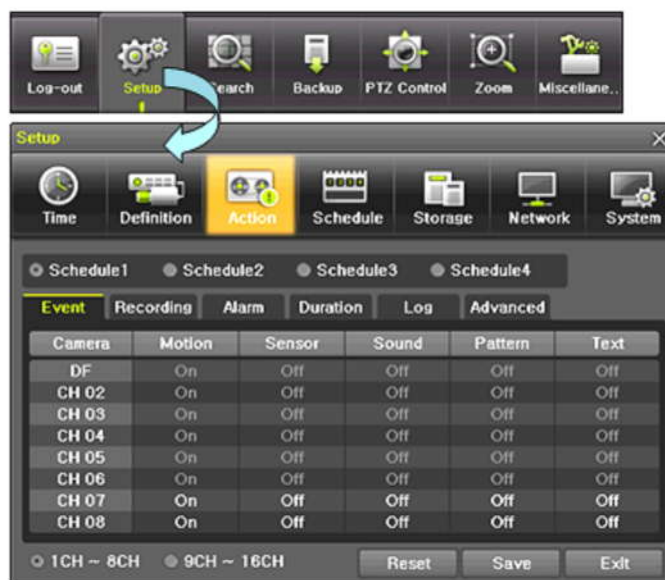 Log-out Setup Search Backup PTZ Control Zoom Miscellane..
Setup
Time Definition Action Schedule Storage Network System
Schedule1 Schedule2 Schedule3 Schedule4
Event Recording Alarm Duration Log Advanced
Camera Motion Sensor Sound Pattern Text
DF On Off Off Off Off
CH 02 On Off Off Off Off
CH 03 On Off Off Off Off
CH 04 On Off Off Off Off
CH 05 On Off Off Off Off
CH 06 On Off Off Off Off
CH 07 On Off Off Off Off
CH 08 On Off Off Off Off
1CH ~ 8CH 9CH ~ 16CH Reset Save Exit